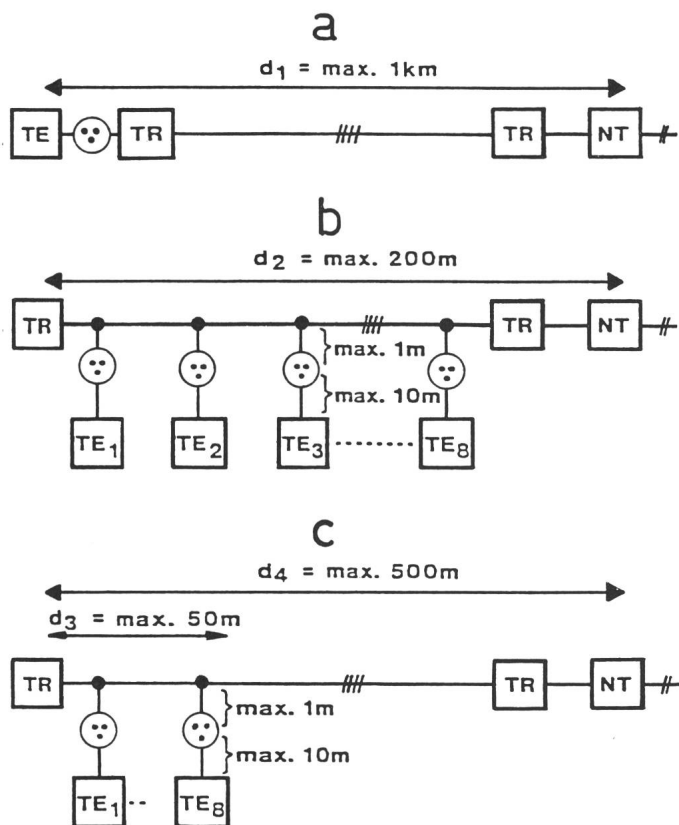 a
d1 = max. 1km
TE TR TR NT
b
d2 = max. 200m
TR TR NT
max. 1m
max. 10m
TE1 TE2 TE3 TE8
c
d4 = max. 500m
d3 = max. 50m
TR TR NT
max. 1m
max. 10m
TE1 TE8